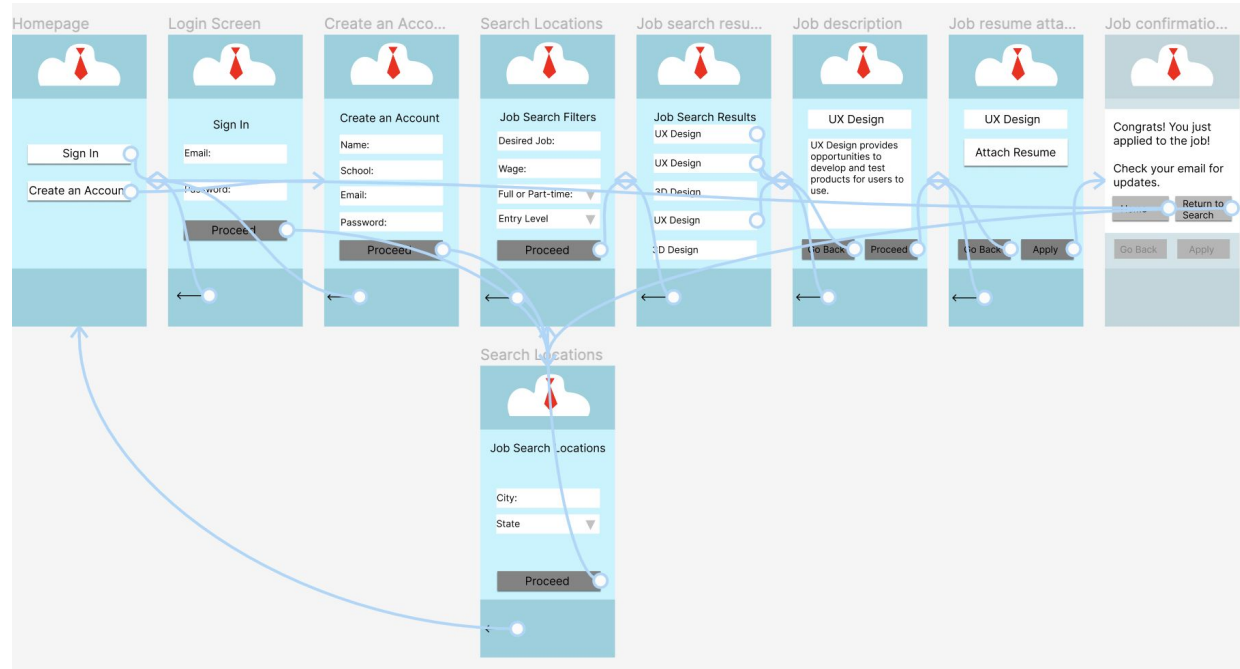 Homepage
Login Screen
Create an Acco...
Search Locations
Job search resu...
Job description
Job resume atta...
Job confirmatio...
Sign In
Create an Accoun
Sign In
Email:
Password:
Proceed
Create an Account
Name:
School:
Email:
Password:
Proceed
Job Search Filters
Desired Job:
Wage:
Full or Part-time:
Entry Level
Proceed
Job Search Results
UX Design
UX Design
3D Design
UX Design
3D Design
UX Design
UX Design provides
opportunities to
develop and test
products for users to
use.
Go Back
Proceed
UX Design
Attach Resume
Go Back
Apply
Congrats! You just
applied to the job!
Check your email for
updates.
Home
Return to
Search
Go Back
Apply
Search Locations
Job Search Locations
City:
State
Proceed